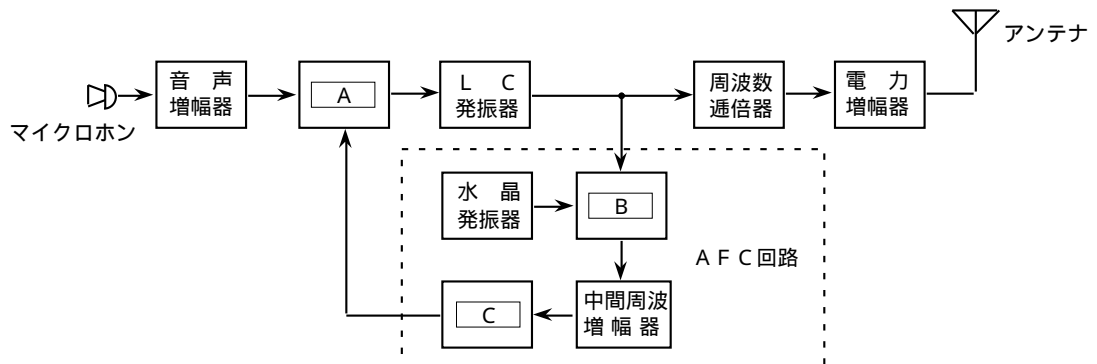 アンテナ
音　声
増幅器
A
Ｌ　Ｃ
発振器
周波数
逓倍器
電　力
増幅器
マイクロホン
水　晶
発振器
B
ＡＦＣ回路
C
中間周波
増 幅 器